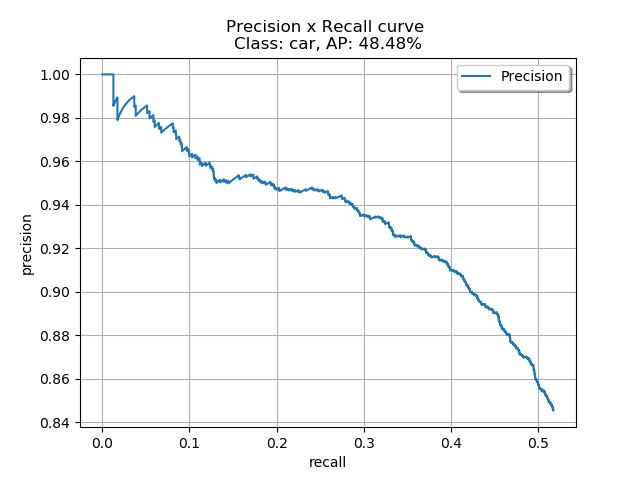 Precision x Recall curve
Class: car, AP: 48.48%
Precision
1.00
0.98
0.96
0.94
0.92
0.90
0.88
0.86
0.84
precision
0.0 0.1 0.2 0.3 0.4 0.5
recall